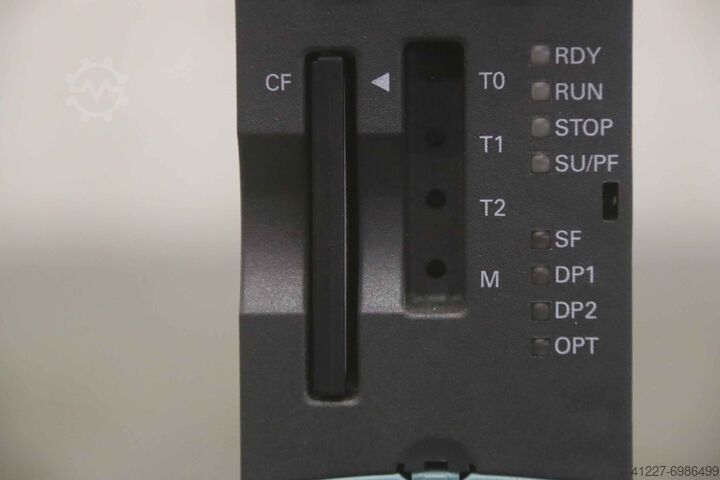 CF
◀
T0
T1
T2
M
RDY
RUN
STOP
SU/PF
SF
DP1
DP2
OPT
41227-6986499